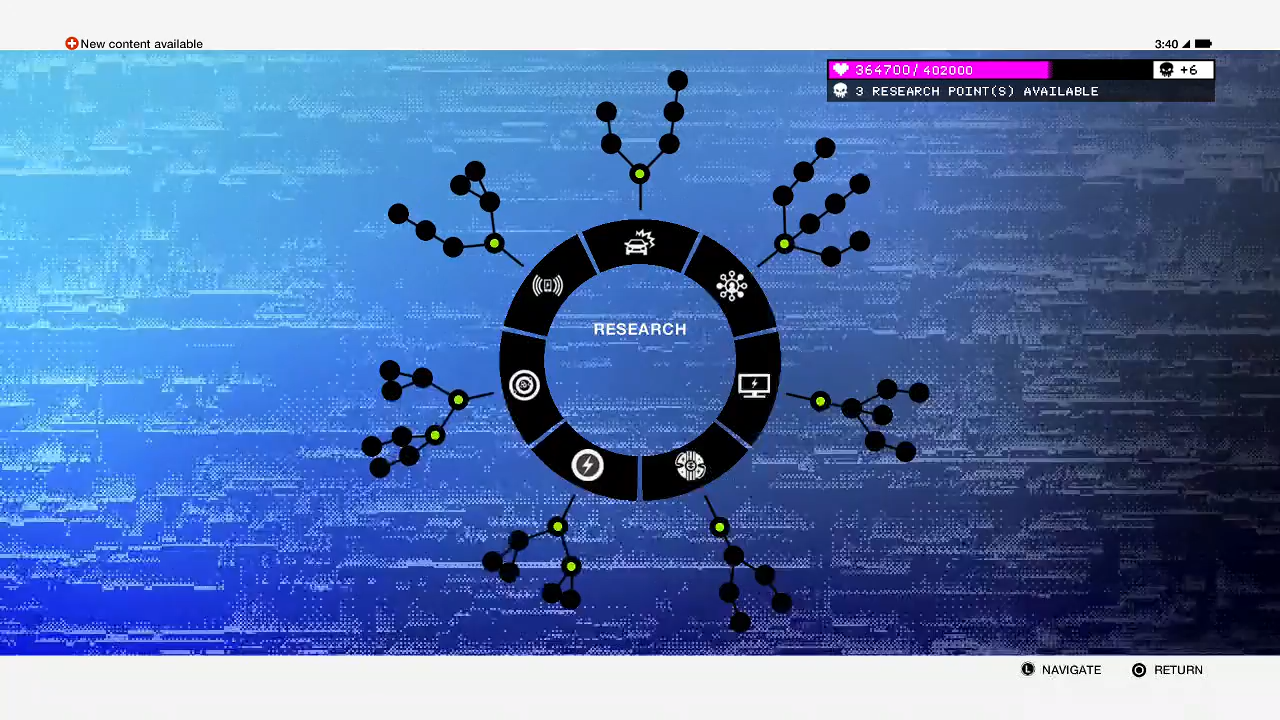 New content available
3:40
364700/402000
+6
3 RESEARCH POINT(S) AVAILABLE
RESEARCH
L NAVIGATE
RETURN